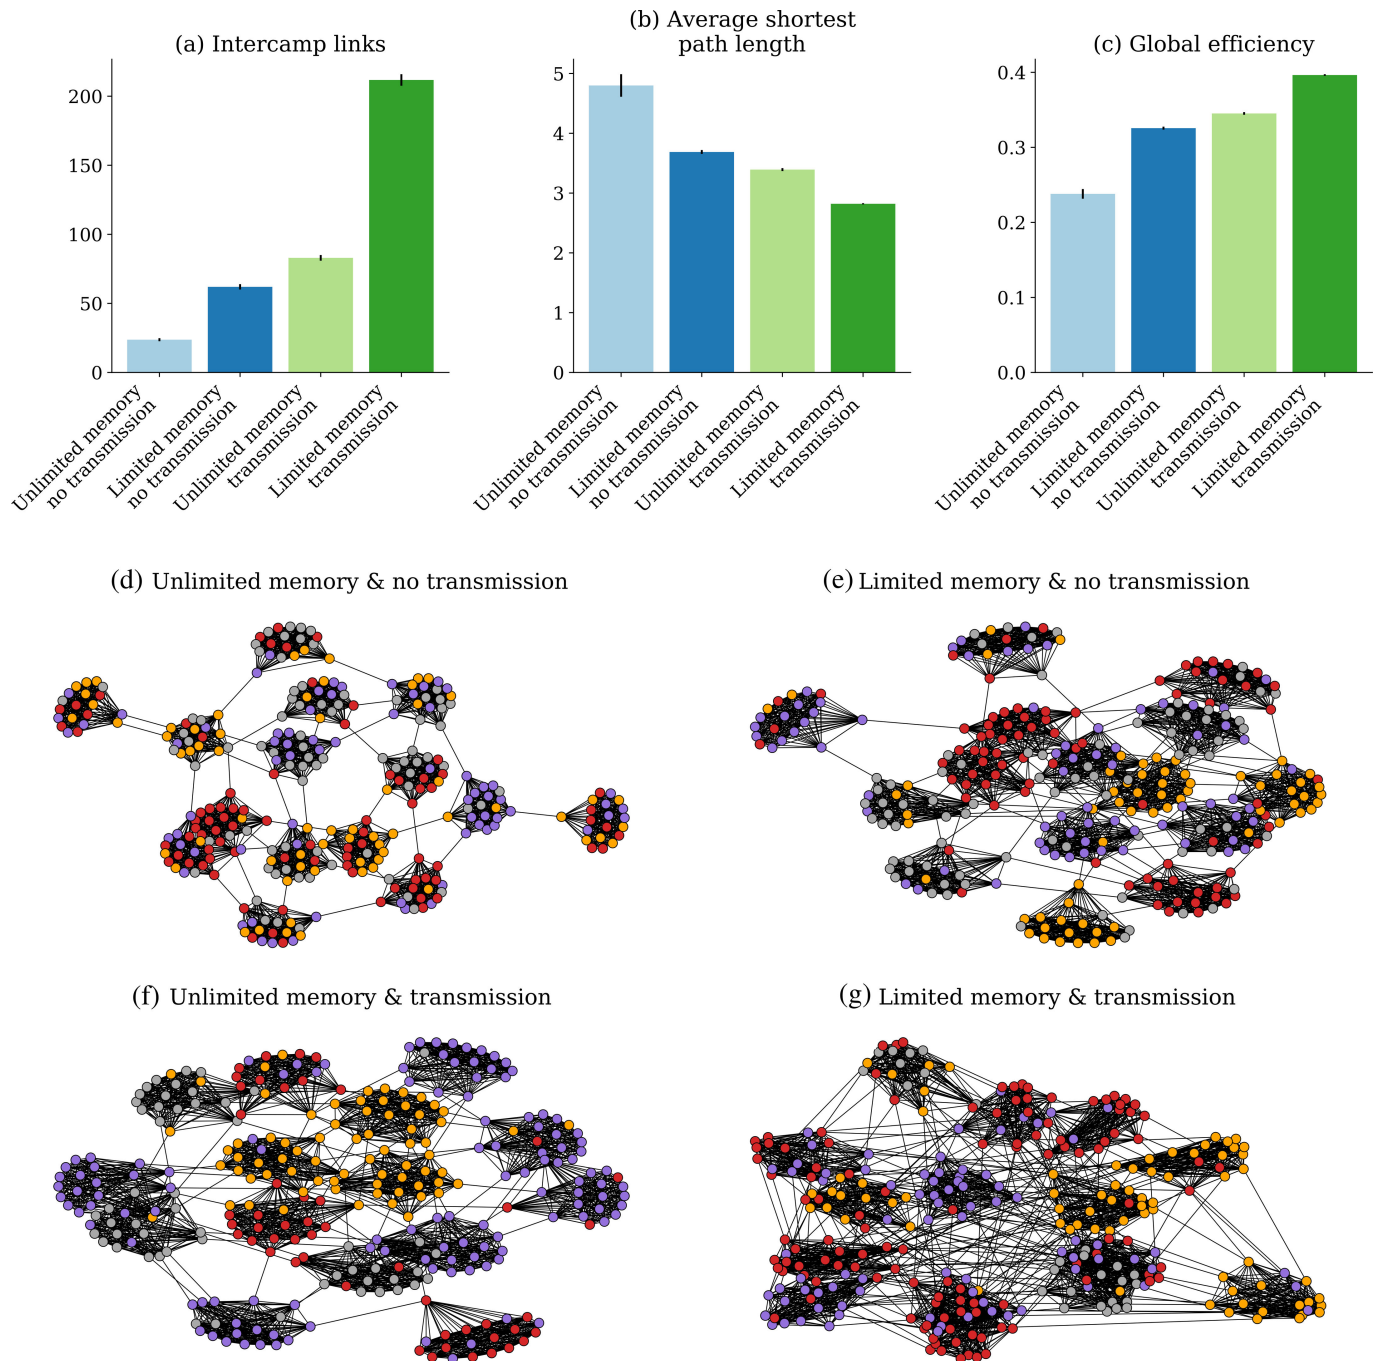 (a) Intercamp links
200
150
100
50
0
Unlimited memory
no transmission
Limited memory
no transmission
Unlimited memory
transmission
Limited memory
transmission
(b) Average shortest
path length
5
4
3
2
1
0
Unlimited memory
no transmission
Limited memory
no transmission
Unlimited memory
transmission
Limited memory
transmission
(c) Global efficiency
0.4
0.3
0.2
0.1
0.0
Unlimited memory
no transmission
Limited memory
no transmission
Unlimited memory
transmission
Limited memory
transmission
(d) Unlimited memory & no transmission
(e) Limited memory & no transmission
(f) Unlimited memory & transmission
(g) Limited memory & transmission